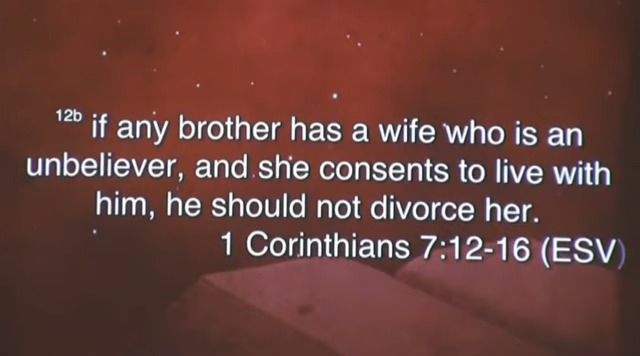 12b if any brother has a wife who is an
unbeliever, and she consents to live with
him, he should not divorce her.
1 Corinthians 7:12-16 (ESV)